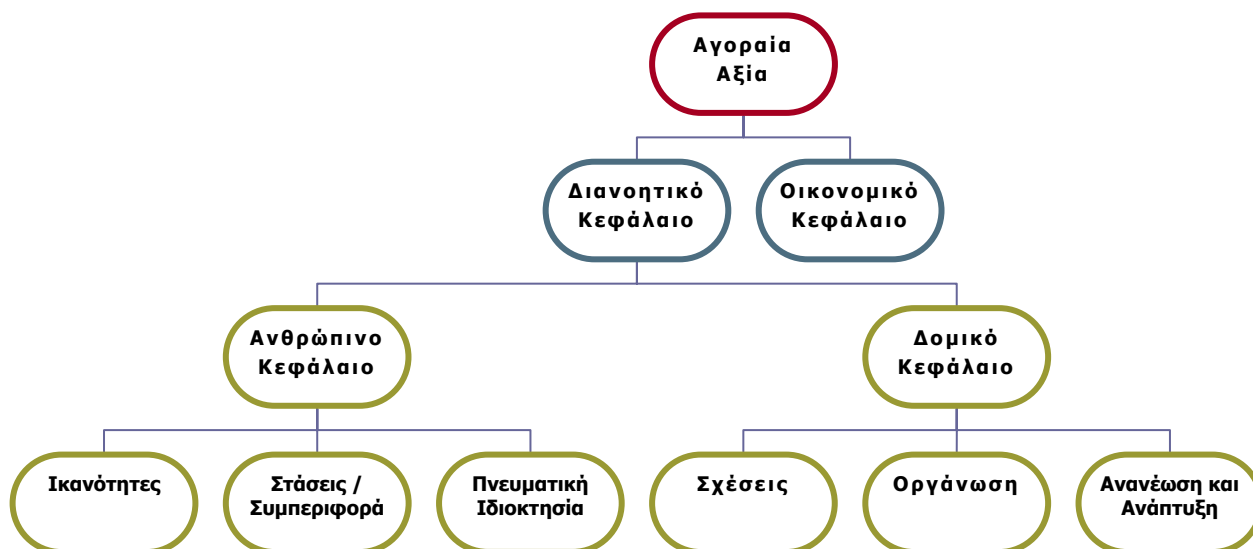 Αγοραία
Αξία
Διανοητικό
Κεφάλαιο
Οικονομικό
Κεφάλαιο
Ανθρώπινο
Κεφάλαιο
Δομικό
Κεφάλαιο
Ικανότητες
Στάσεις /
Συμπεριφορά
Πνευματική
Ιδιοκτησία
Σχέσεις
Οργάνωση
Ανανέωση και
Ανάπτυξη